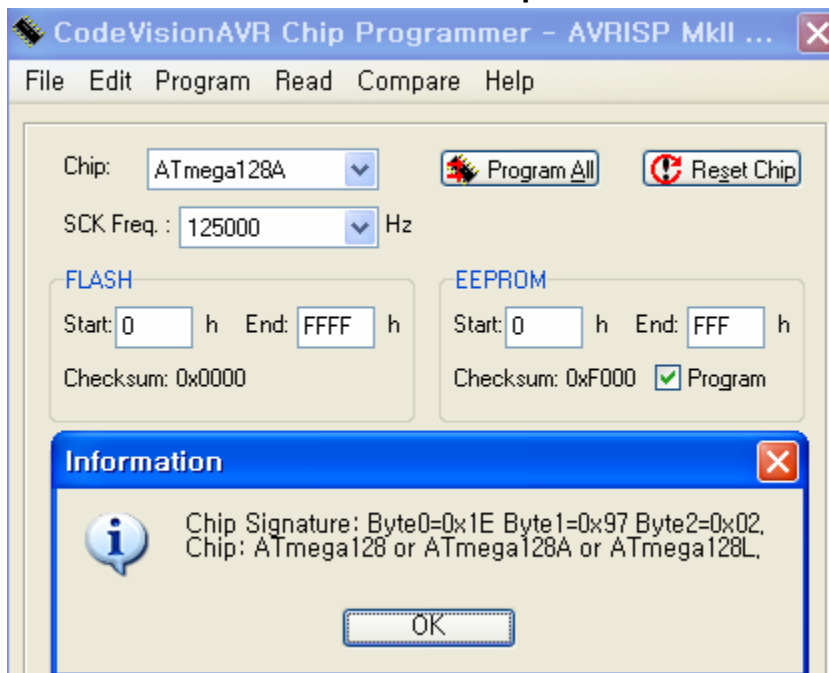 CodeVisionAVR Chip Programmer - AVRISP MkII ...
File Edit Program Read Compare Help
Chip: ATmega128A Program All Reset Chip
SCK Freq. : 125000 Hz
FLASH EEPROM
Start: 0 h End: FFFF h Start: 0 h End: FFF h
Checksum: 0x0000 Checksum: 0xF000 Program
Information
Chip Signature: Byte0=0x1E Byte1=0x97 Byte2=0x02,
Chip: ATmega128 or ATmega128A or ATmega128L,
OK